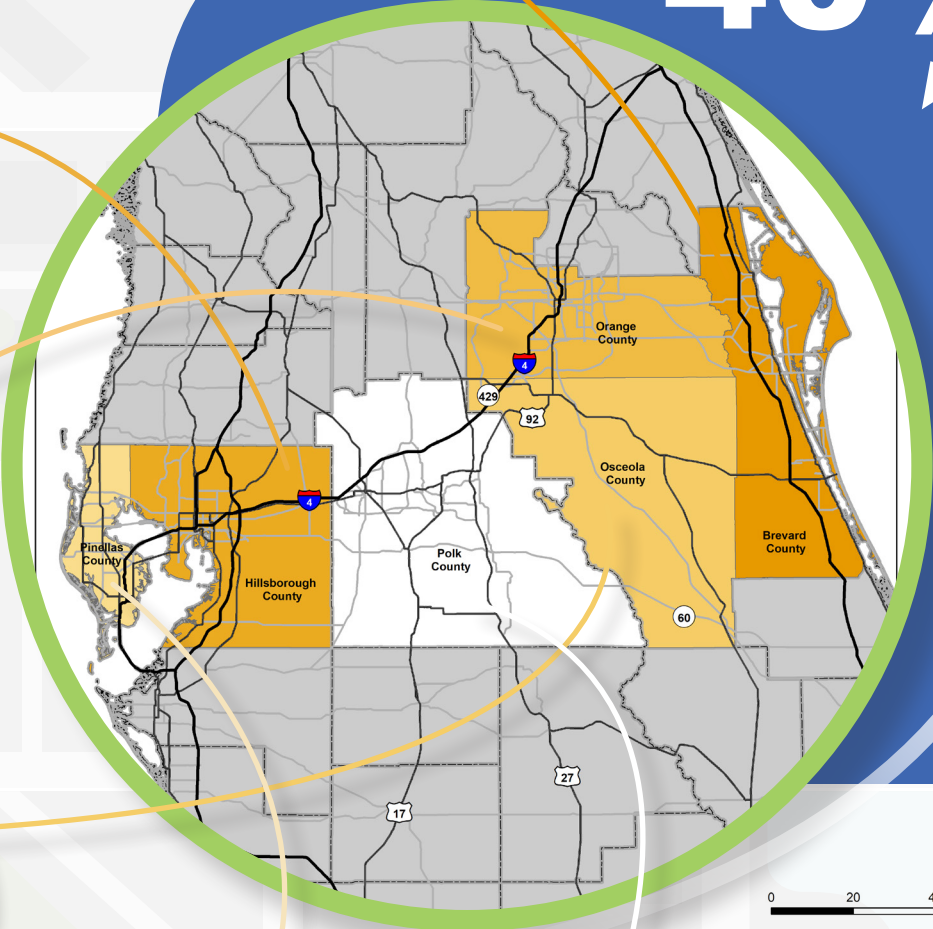 Orange
County
4
429
92
Osceola
County
4
Brevard
County
Pinellas
County
Polk
County
Hillsborough
County
60
27
17
0 20